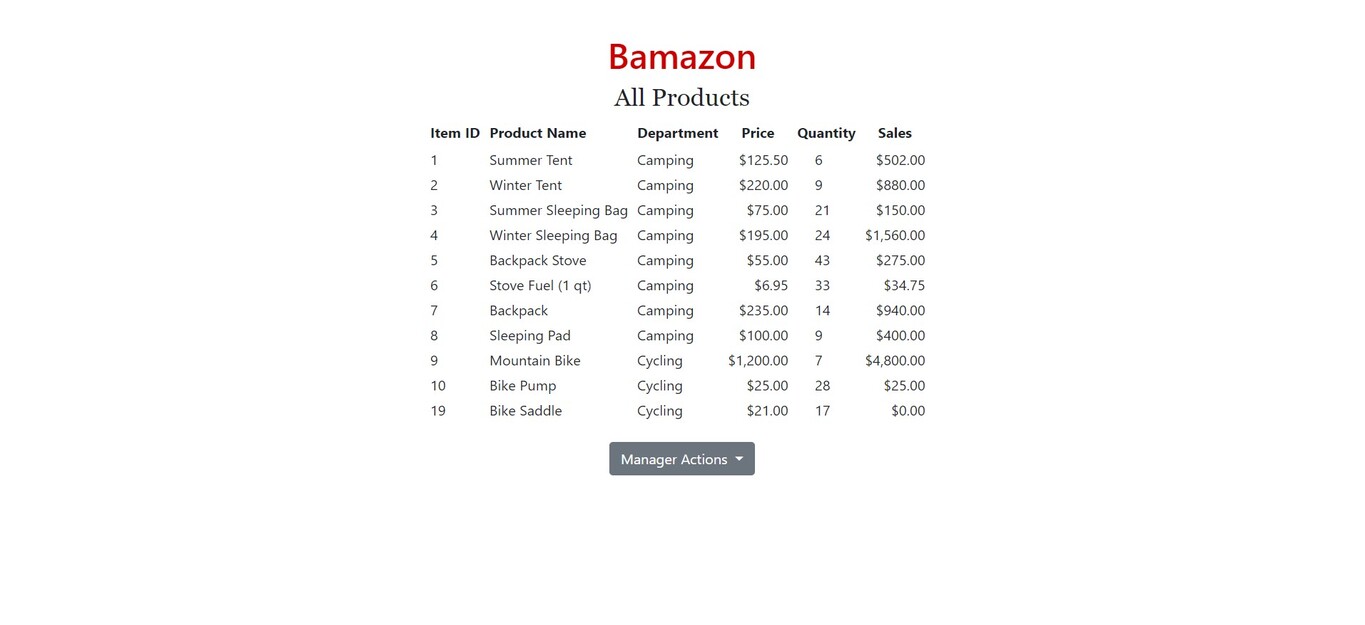 Bamazon
All Products
Item ID Product Name Department Price Quantity Sales
1 Summer Tent Camping $125.50 6 $502.00
2 Winter Tent Camping $220.00 9 $880.00
3 Summer Sleeping Bag Camping $75.00 21 $150.00
4 Winter Sleeping Bag Camping $195.00 24 $1,560.00
5 Backpack Stove Camping $55.00 43 $275.00
6 Stove Fuel (1 qt) Camping $6.95 33 $34.75
7 Backpack Camping $235.00 14 $940.00
8 Sleeping Pad Camping $100.00 9 $400.00
9 Mountain Bike Cycling $1,200.00 7 $4,800.00
10 Bike Pump Cycling $25.00 28 $25.00
19 Bike Saddle Cycling $21.00 17 $0.00
Manager Actions